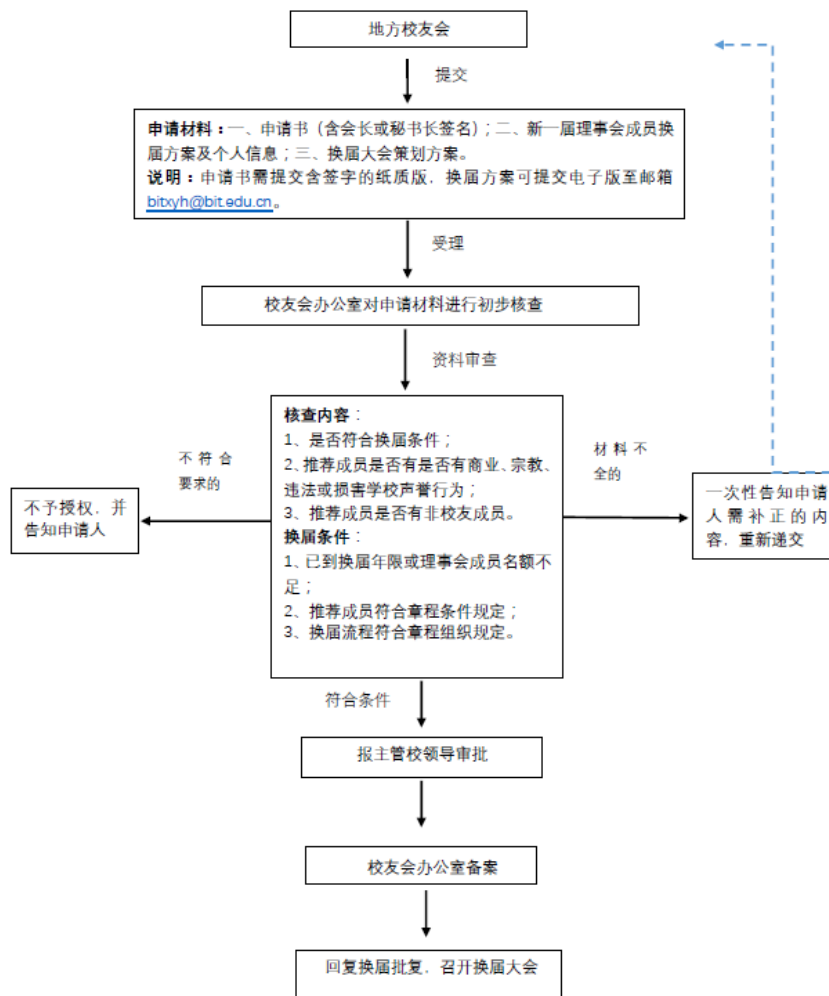 地方校友会
提交
申请材料：一、申请书（含会长或秘书长签名）；二、新一届理事会成员换
届方案及个人信息；三、换届大会策划方案。
说明：申请书需提交含签字的纸质版，换届方案可提交电子版至邮箱
bitxyh@bit.edu.cn。
受理
校友会办公室对申请材料进行初步核查
资料审查
核查内容：
1、是否符合换届条件；
2、推荐成员是否有是否有商业、宗教、
违法或损害学校声誉行为；
3、推荐成员是否有非校友成员。
换届条件：
1、已到换届年限或理事会成员名额不
足；
2、推荐成员符合章程条件规定；
3、换届流程符合章程组织规定。
不符合
要求的
不予授权，并
告知申请人
材料不
全的
一次性告知申请
人需补正的内
容，重新递交
符合条件
报主管校领导审批
校友会办公室备案
回复换届批复，召开换届大会